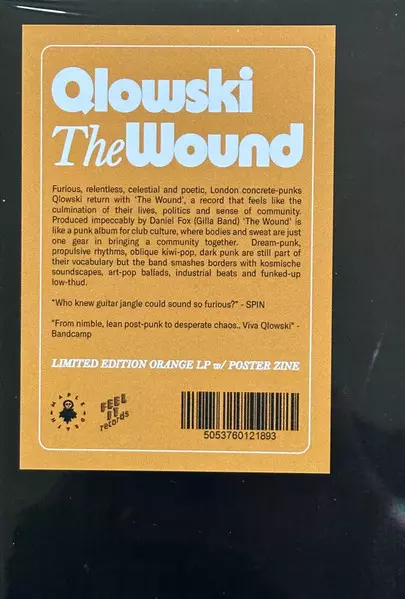 Qlowski
The Wound
Furious, relentless, celestial and poetic, London concrete-punks
Qlowski return with 'The Wound', a record that feels like the
culmination of their lives, politics and sense of community.
Produced impeccably by Daniel Fox (Gilla Band) 'The Wound' is
like a punk album for club culture, where bodies and sweat are just
one gear in bringing a community together. Dream-punk,
propulsive rhythms, oblique kiwi-pop, dark punk are still part of
their vocabulary but the band smashes borders with kosmische
soundscapes, art-pop ballads, industrial beats and funked-up
low-thud.
"Who knew guitar jangle could sound so furious?" - SPIN
"From nimble, lean post-punk to desperate chaos.. Viva Qlowski" -
Bandcamp
LIMITED EDITION ORANGE LP w/ POSTER ZINE
MAPLE DEATH
FEEL
IT
records
5053760121893